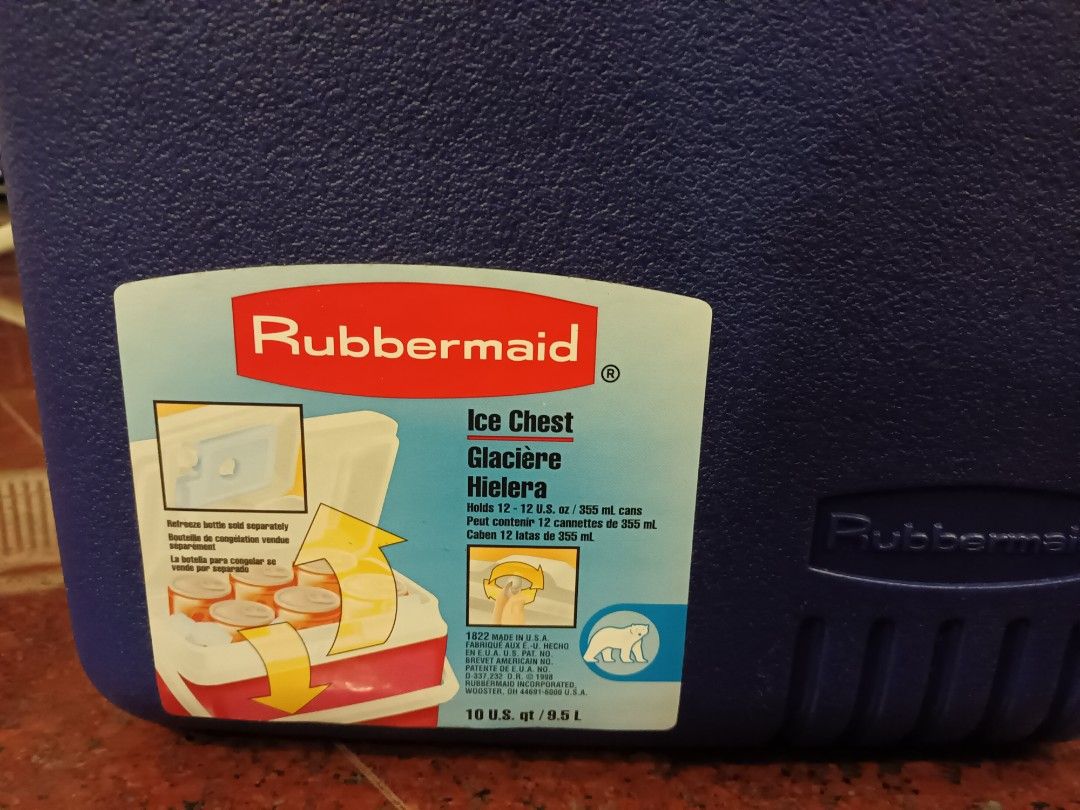 Rubbermaid
®
Ice Chest
Glacière
Hielera
Holds 12 - 12 U.S. oz / 355 mL cans
Peut contenir 12 cannettes de 355 mL
Caben 12 latas de 355 mL
Refreeze bottle sold separately
Bouteille de congélation vendue
séparément
La botella para congelar se
vende por separado
1822 MADE IN U.S.A.
FABRIQUÉ AUX É.-U. HECHO
EN E.U.A. U.S. PAT. NO.
BREVET AMERICAIN NO.
PATENTE DE E.U.A. NO.
D-337,232 D.R. © 1998
RUBBERMAID INCORPORATED,
WOOSTER, OH 44691-6000 U.S.A.
10 U.S. qt / 9.5 L
Rubbermai